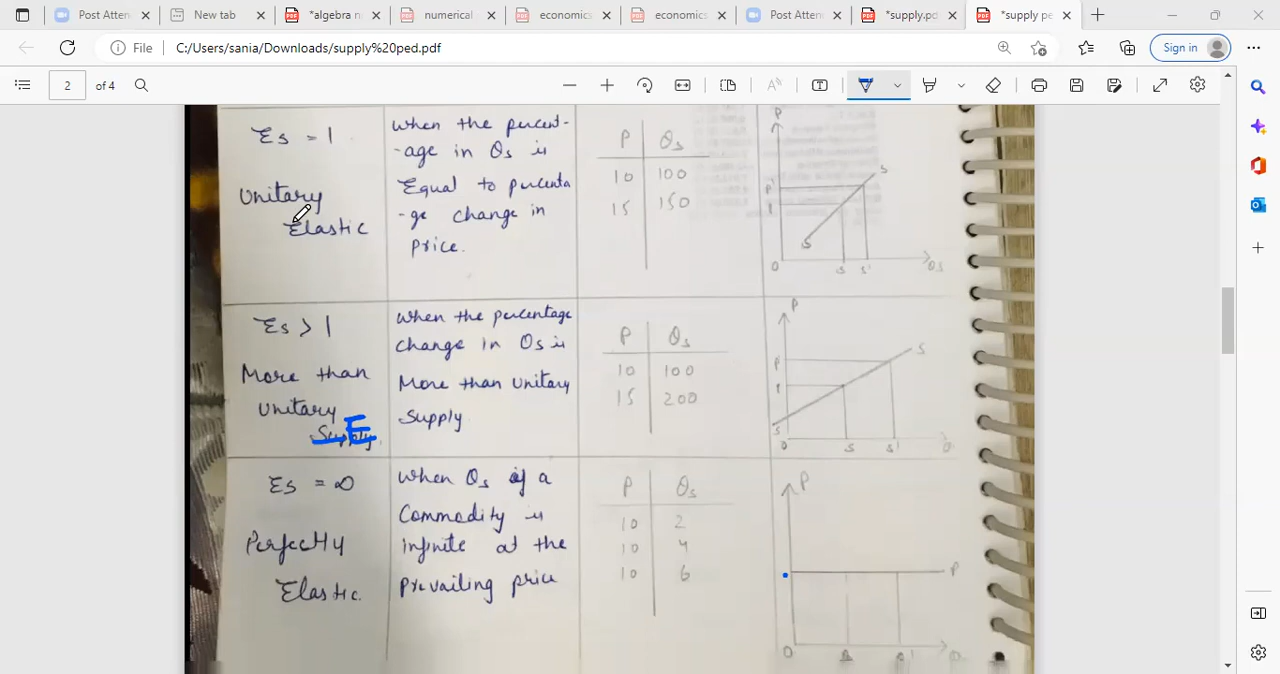 Post Atten
New tab
*algebra n
numerical
economics
economics
Post Atten
*supply.pd
*supply pe
File
C:/Users/sania/Downloads/supply%20ped.pdf
Sign in
2 of 4
Es = 1
Unitary
Elastic
when the percent-
-age in Qs is
Equal to percenta
-ge change in
price.
P Qs
10 100
15 150
P
P'
P
S
S
O S S' Qs
Es > 1
More than
Unitary
Supply E
when the percentage
change in Qs is
More than Unitary
Supply
P Qs
10 100
15 200
P
S
P'
P
S
O S S'
Es = ∞
Perfectly
Elastic
When Qs of a
Commodity is
infinite at the
prevailing price
P Qs
10 2
10 4
10 6
P
P
O Q Q'